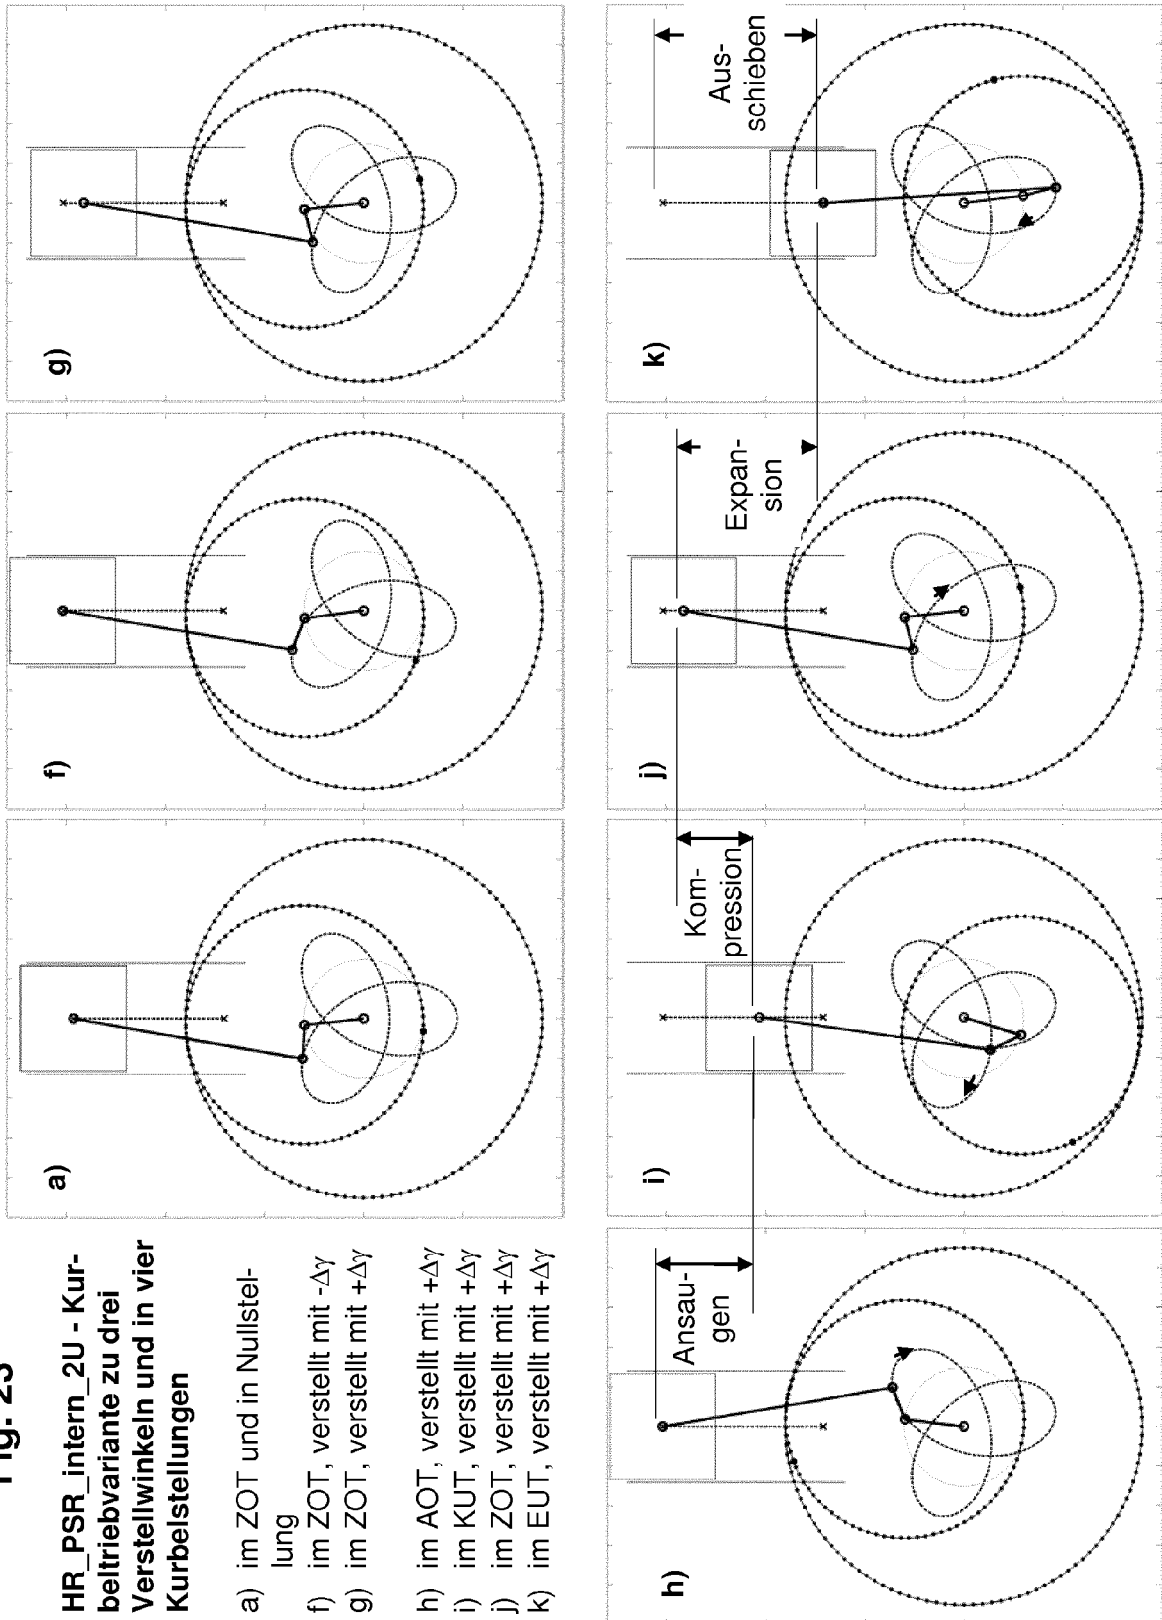 Fig. 23
HR_PSR_intern_2U - Kur-
beltriebvariante zu drei
Verstellwinkeln und in vier
Kurbelstellungen
a) im ZOT und in Nullstel-
lung
f) im ZOT, verstellt mit -Δγ
g) im ZOT, verstellt mit +Δγ
h) im AOT, verstellt mit +Δγ
i) im KUT, verstellt mit +Δγ
j) im ZOT, verstellt mit +Δγ
k) im EUT, verstellt mit +Δγ
a)
f)
g)
h)
Ansau-
gen
i)
Kom-
pression
j)
Expan-
sion
k)
Aus-
schieben